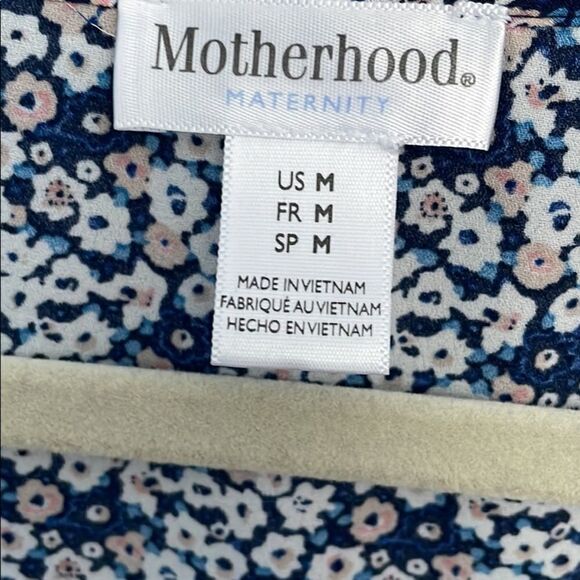 Motherhood®
MATERNITY
US M
FR M
SP M
MADE IN VIETNAM
FABRIQUÉ AU VIETNAM
HECHO EN VIETNAM